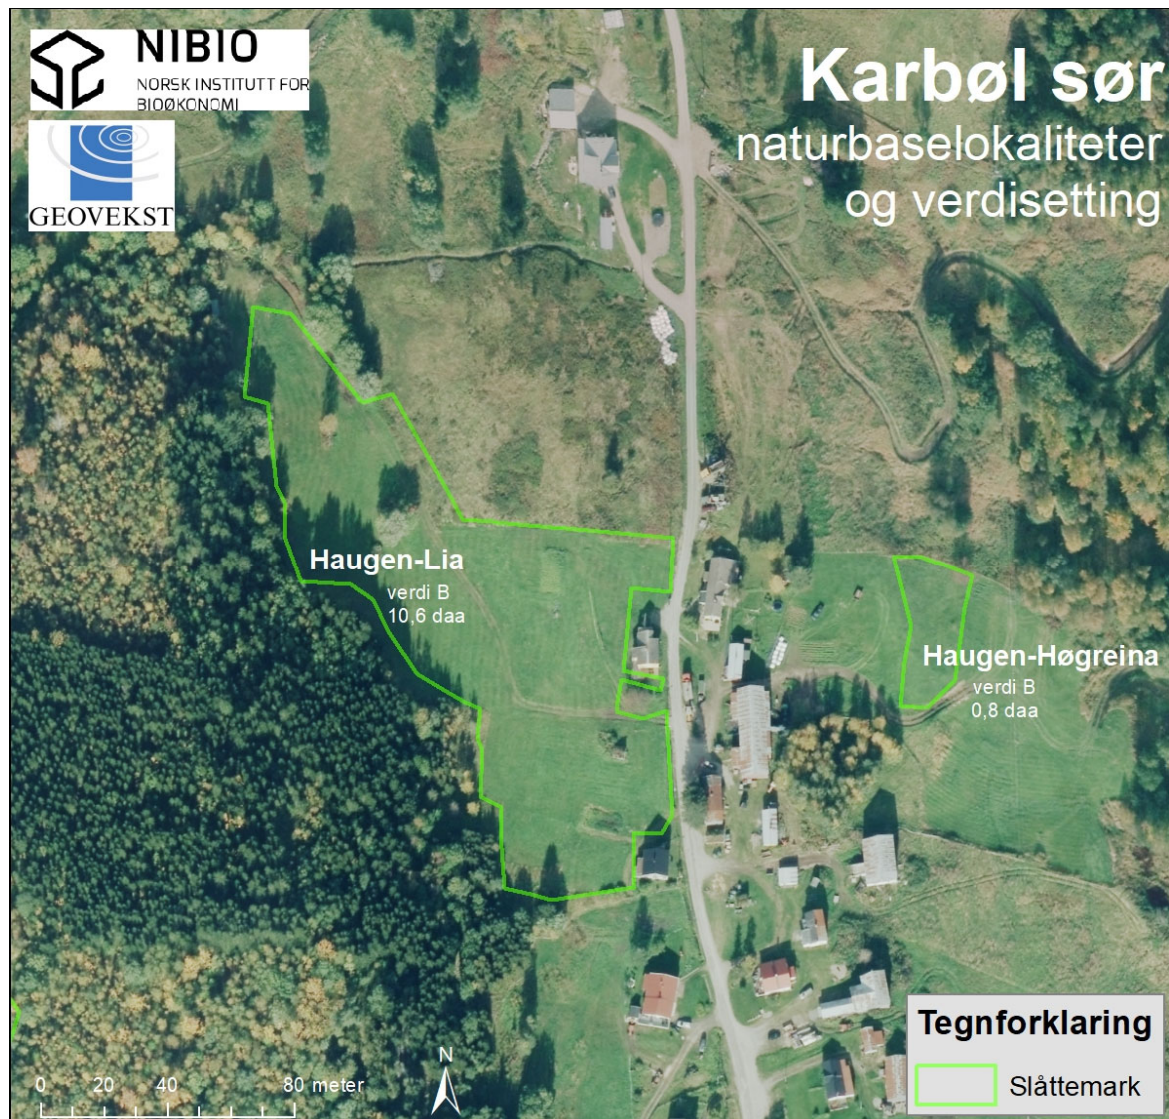 NIBIO
NORSK INSTITUTT FOR
BIOØKONOMI
GEOVEKST
Karbøl sør
naturbaselokaliteter
og verdisetting
Haugen-Lia
verdi B
10,6 daa
Haugen-Høgreina
verdi B
0,8 daa
Tegnforklaring
Slåttemark
N
0 20 40 80 meter